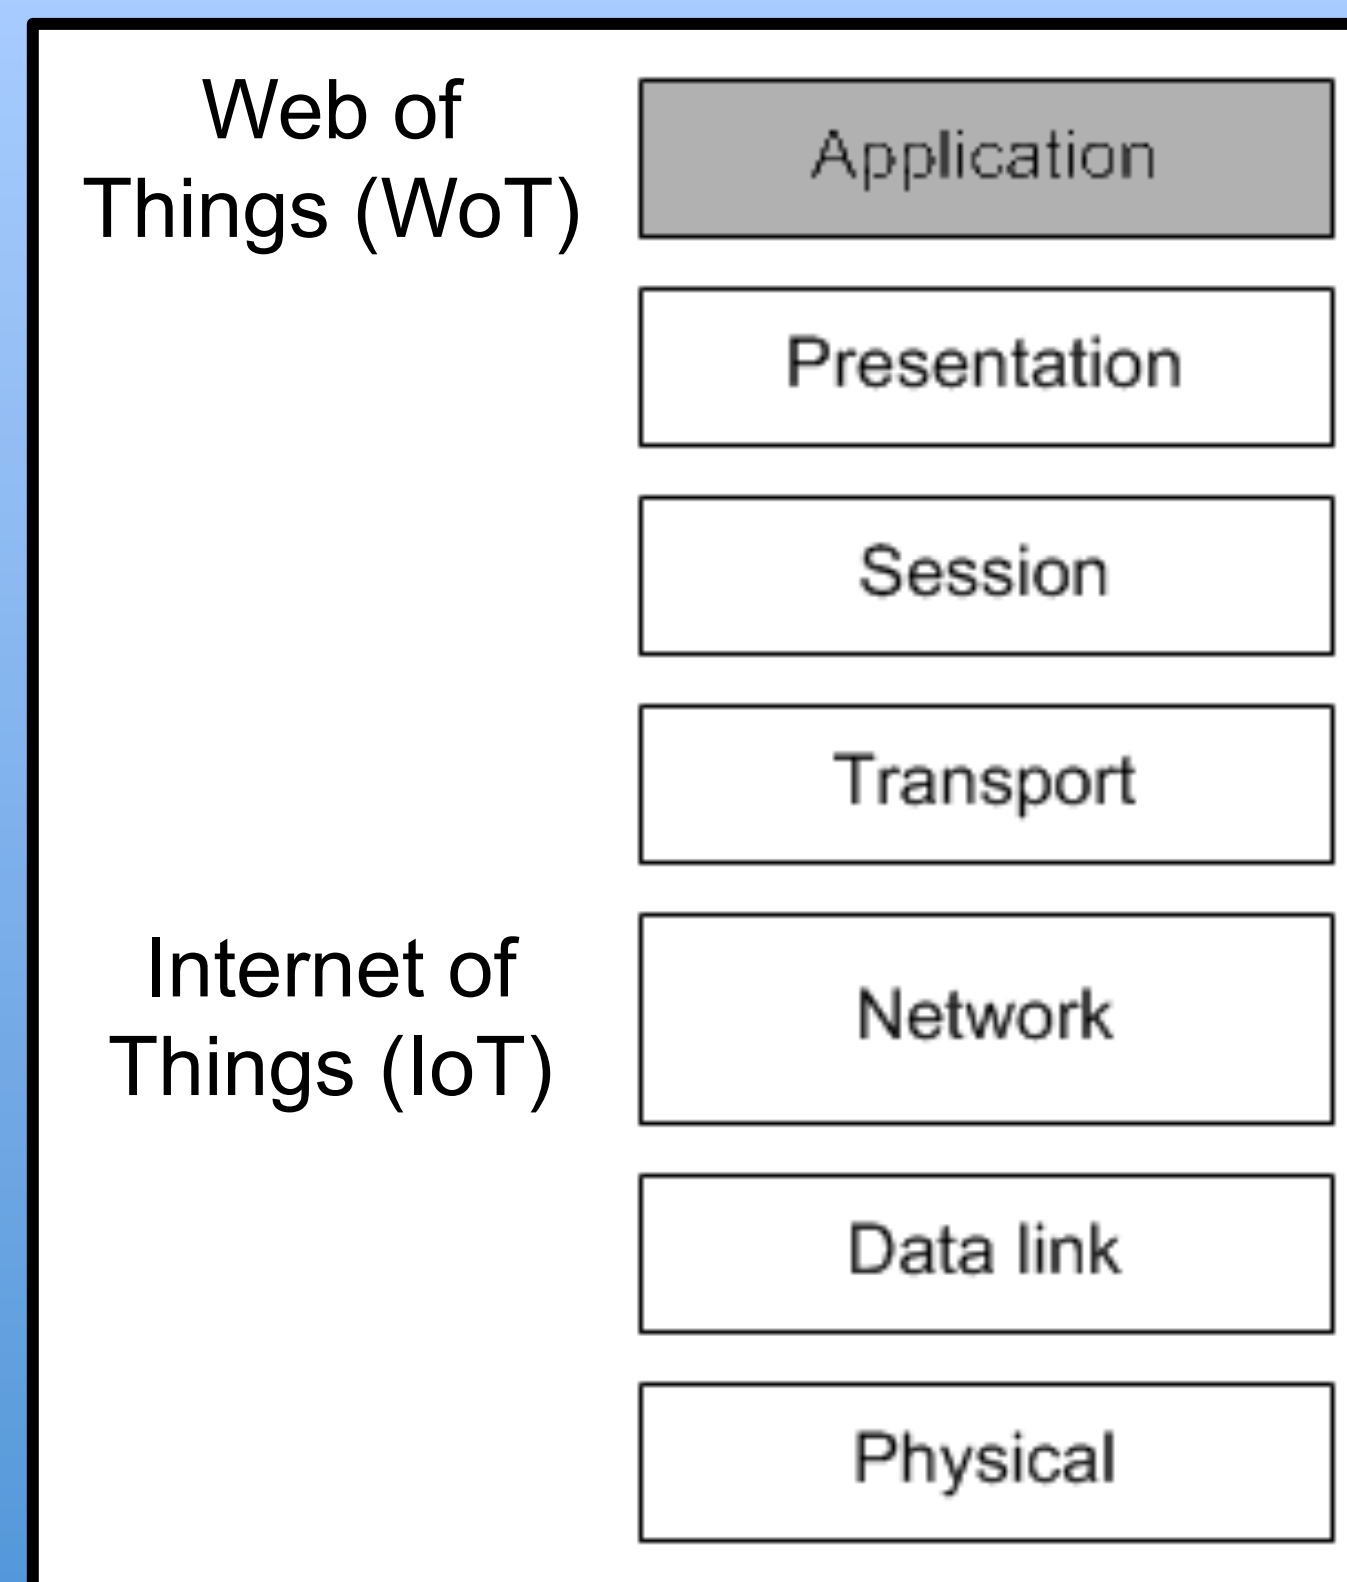 Web of
Things (WoT)
Application
Presentation
Session
Transport
Internet of
Things (IoT)
Network
Data link
Physical